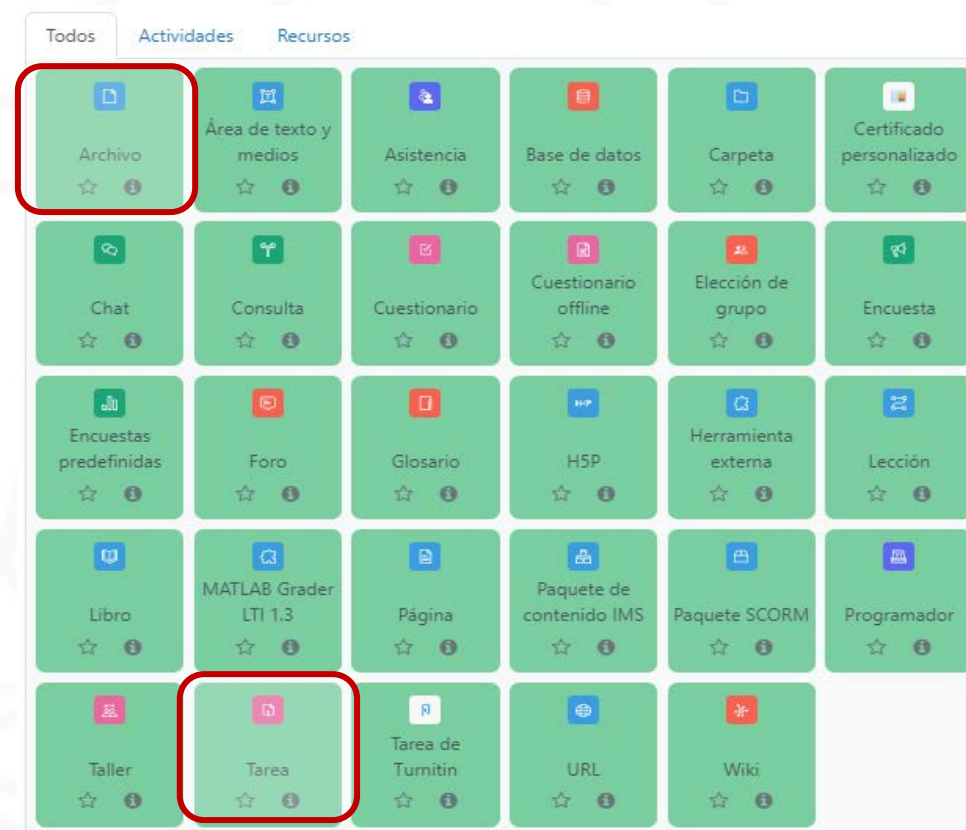 Todos Actividades Recursos
Archivo
Área de texto y
medios
Asistencia
Base de datos
Carpeta
Certificado
personalizado
Chat
Consulta
Cuestionario
Cuestionario
offline
Elección de
grupo
Encuesta
Encuestas
predefinidas
Foro
Glosario
H-P
H5P
Herramienta
externa
Lección
Libro
MATLAB Grader
LTI 1.3
Página
Paquete de
contenido IMS
Paquete SCORM
Programador
Taller
Tarea
Tarea de
Turnitin
URL
Wiki